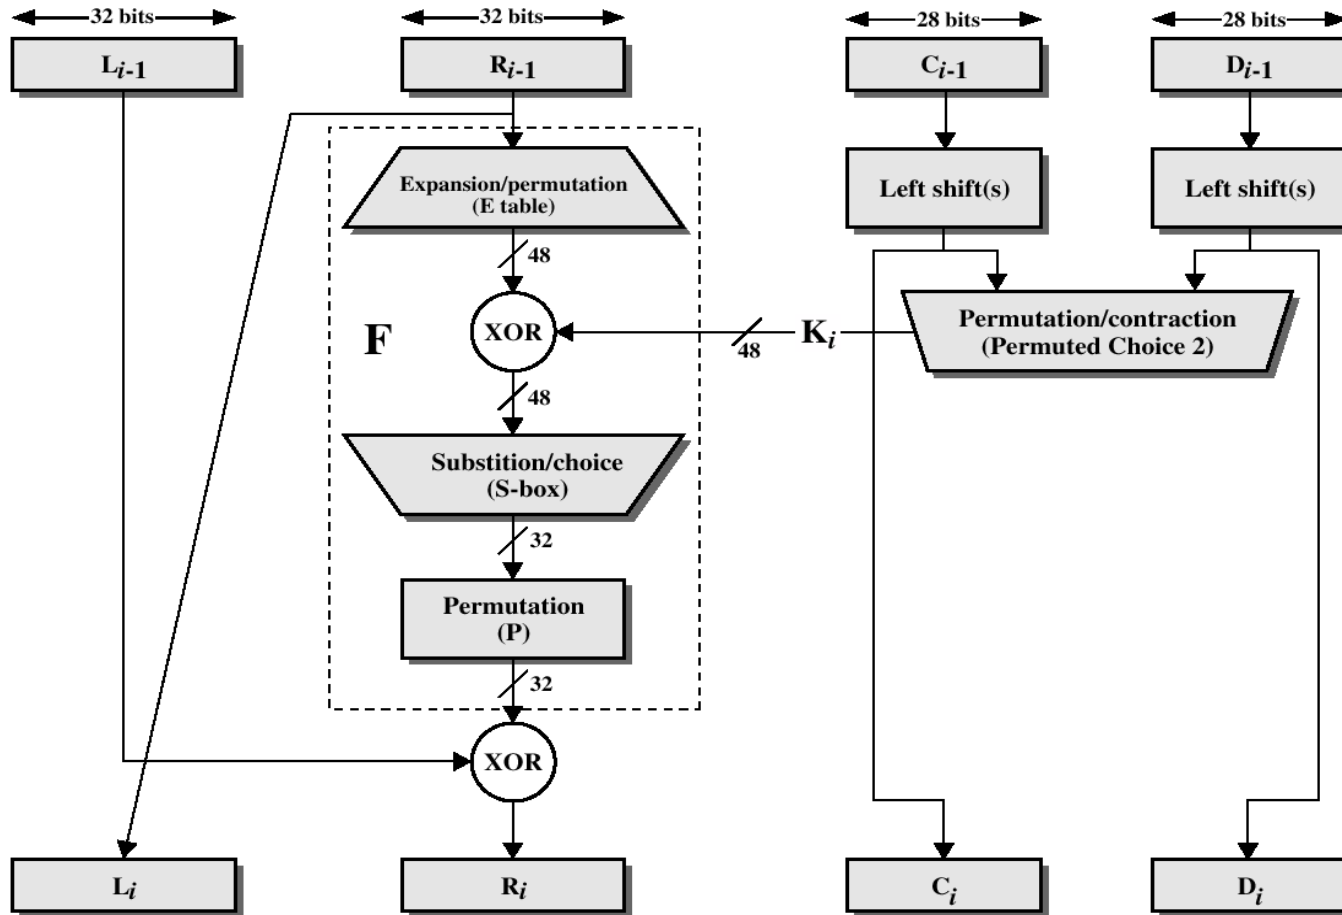 32 bits
32 bits
28 bits
28 bits
Li-1
Ri-1
Ci-1
Di-1
Expansion/permutation
(E table)
Left shift(s)
Left shift(s)
48
F
XOR
48
Ki
Permutation/contraction
(Permuted Choice 2)
48
Substition/choice
(S-box)
32
Permutation
(P)
32
XOR
Li
Ri
Ci
Di